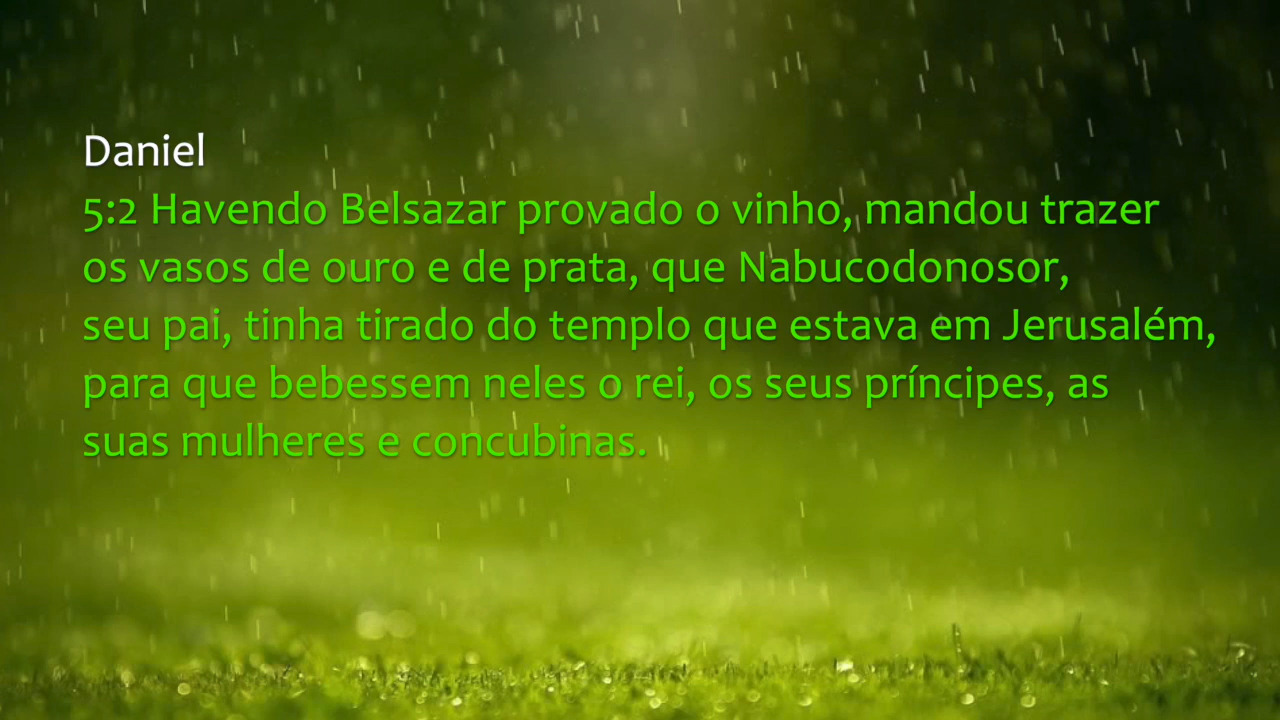 Daniel
5:2 Havendo Belsazar provado o vinho, mandou trazer
os vasos de ouro e de prata, que Nabucodonosor,
seu pai, tinha tirado do templo que estava em Jerusalém,
para que bebessem neles o rei, os seus príncipes, as
suas mulheres e concubinas.